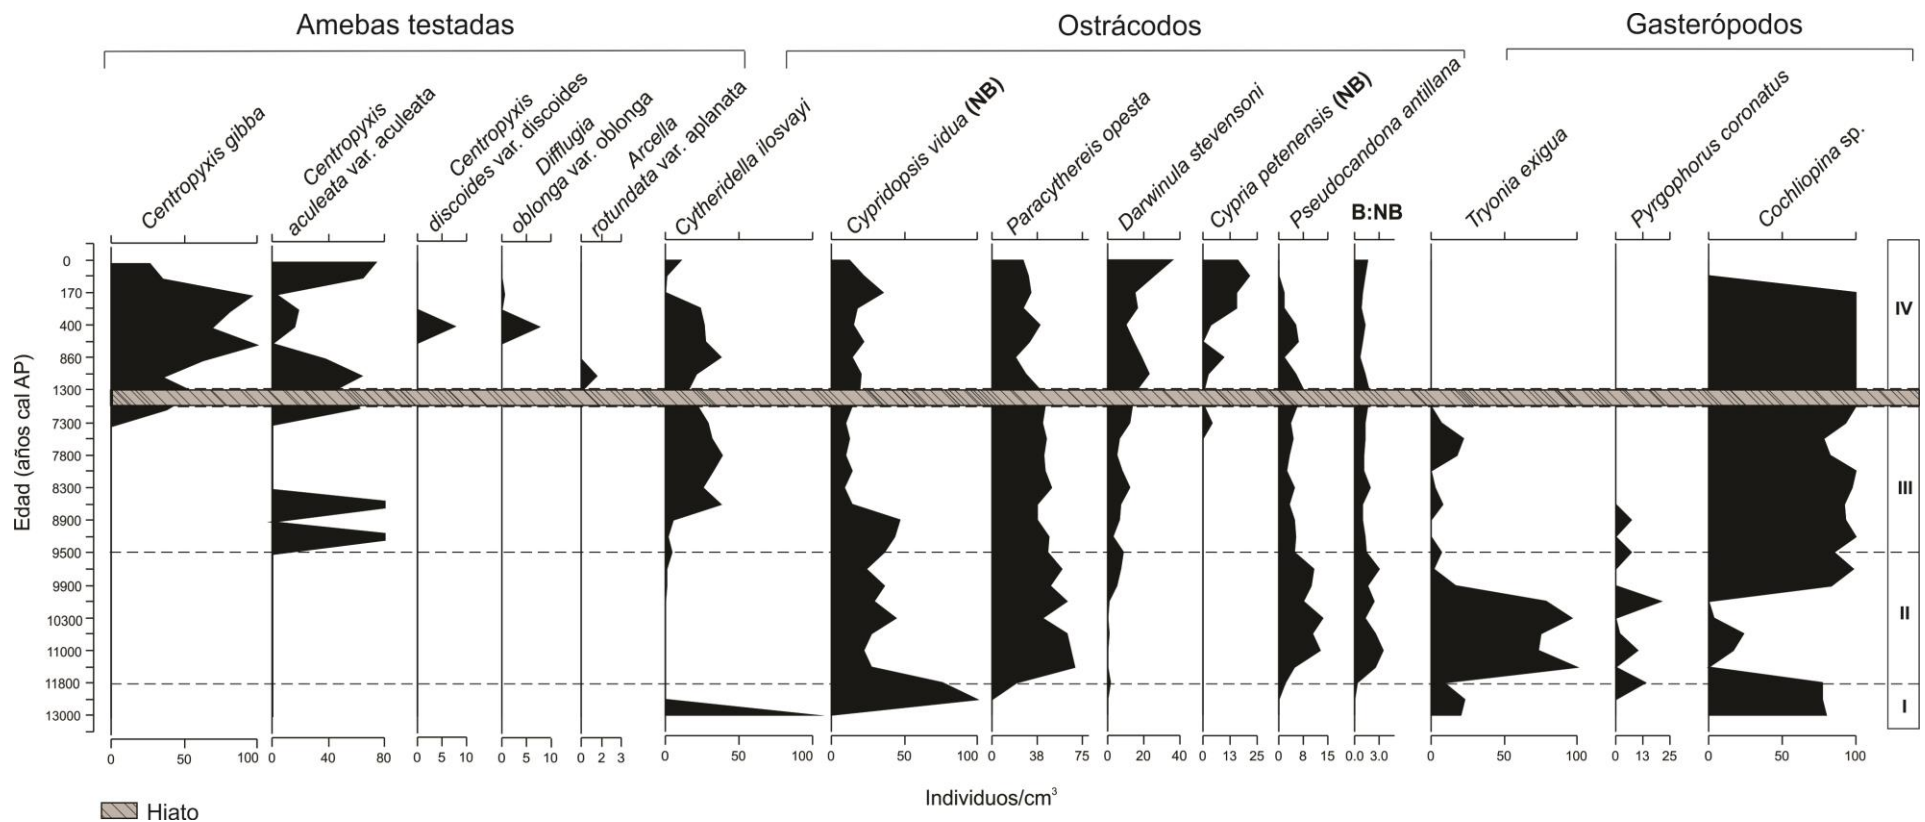 Amebas testadas
Ostrácodos
Gasterópodos
Centropyxis gibba
Centropyxis
aculeata var. aculeata
Centropyxis
discoides var. discoides
Difflugia
oblonga var. oblonga
Arcella
rotundata var. aplanata
Cytheridella ilosvayi
Cypridopsis vidua (NB)
Paracythereis opesta
Darwinula stevensoni
Cypria petenensis (NB)
Pseudocandona antillana
B:NB
Tryonia exigua
Pyrgophorus coronatus
Cochliopina sp.
Edad (años cal AP)
0
170
400
860
1300
7300
7800
8300
8900
9500
9900
10300
11000
11800
13000
IV
III
II
I
0 50 100
0 40 80
0 5 10
0 5 10
0 2 3
0 50 100
0 50 100
0 38 75
0 20 40
0 13 25
0 8 15
0.0 3.0
0 50 100
0 13 25
0 50 100
Individuos/cm³
Hiato